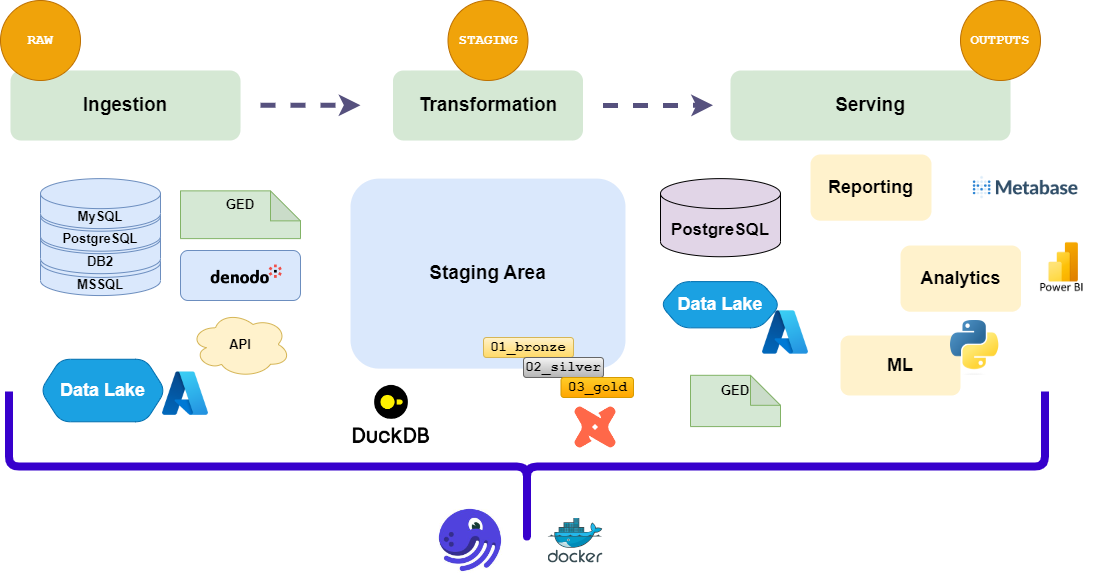 RAW
STAGING
OUTPUTS
Ingestion
Transformation
Serving
MySQL
PostgreSQL
DB2
MSSQL
GED
denodo
API
Data Lake
Staging Area
01_bronze
02_silver
03_gold
DuckDB
PostgreSQL
Data Lake
GED
Reporting
Metabase
Analytics
Power BI
ML
docker